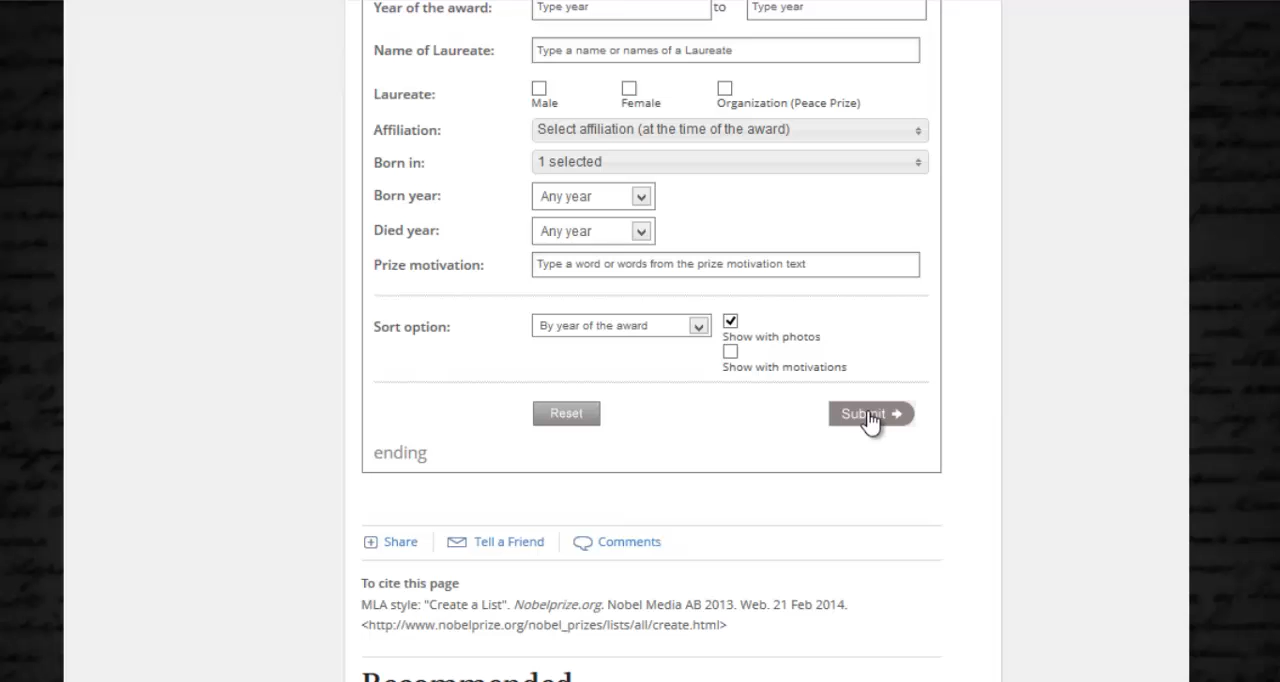 Year of the award: Type year to Type year
Name of Laureate: Type a name or names of a Laureate
Laureate: Male Female Organization (Peace Prize)
Affiliation: Select affiliation (at the time of the award)
Born in: 1 selected
Born year: Any year
Died year: Any year
Prize motivation: Type a word or words from the prize motivation text
Sort option: By year of the award Show with photos
Show with motivations
Reset Submit
ending
Share Tell a Friend Comments
To cite this page
MLA style: "Create a List". Nobelprize.org. Nobel Media AB 2013. Web. 21 Feb 2014.
<http://www.nobelprize.org/nobel_prizes/lists/all/create.html>
Recommended